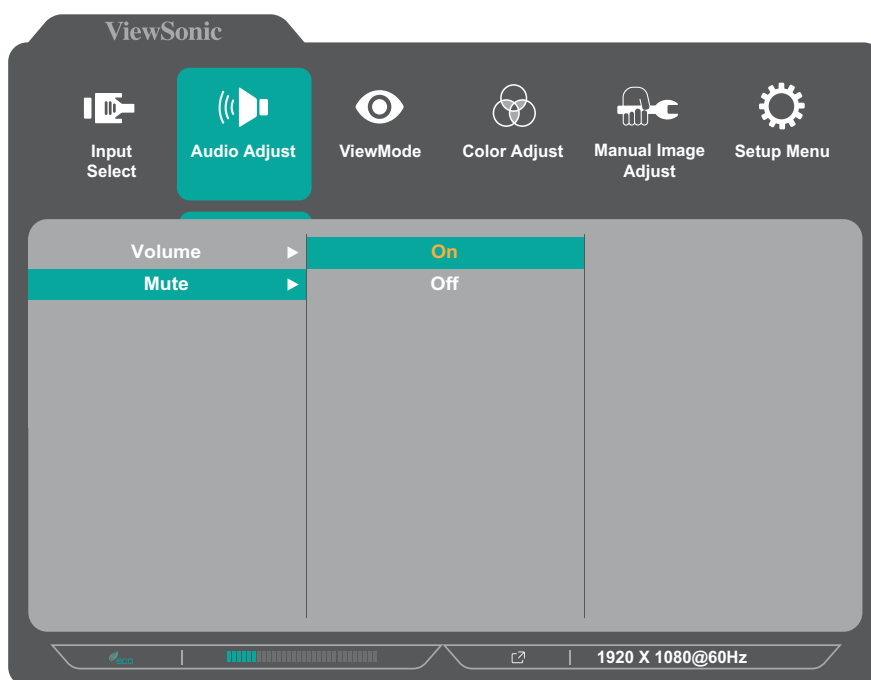 ViewSonic
Input
Select
Audio Adjust
ViewMode
Color Adjust
Manual Image
Adjust
Setup Menu
Volume
On
Mute
Off
eco
1920 X 1080@60Hz